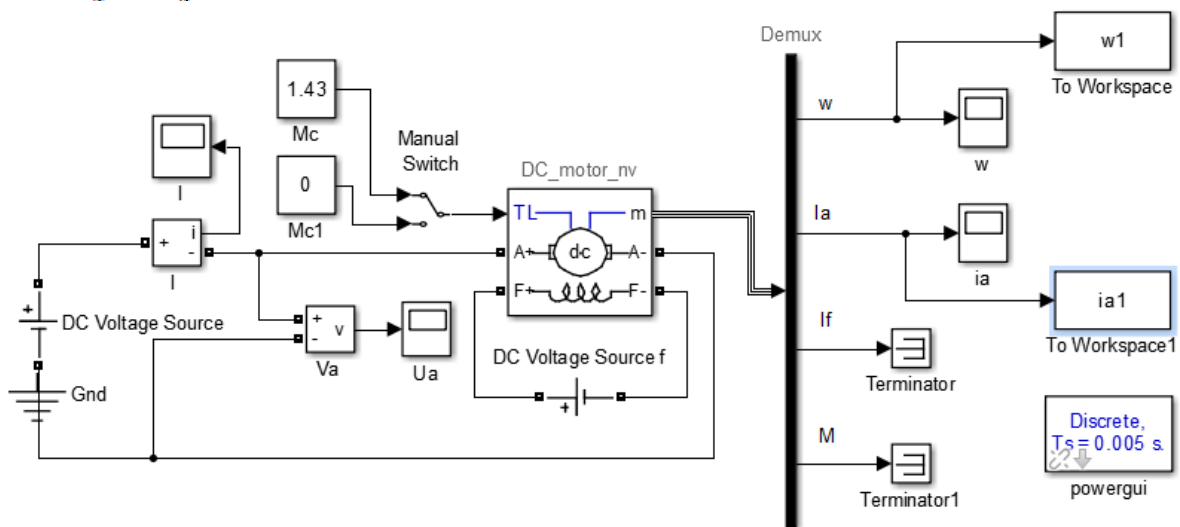 Demux
w1
To Workspace
1.43
Mc
Manual
Switch
w
w
I
0
Mc1
DC_motor_nv
TL
m
Ia
ia
+
i
-
I
A+
dc
A-
F+
F-
ia1
To Workspace1
+
DC Voltage Source
+
-
v
Va
Ua
DC Voltage Source f
+
If
Terminator
Gnd
M
Terminator1
Discrete,
Ts = 0.005 s.
powergui